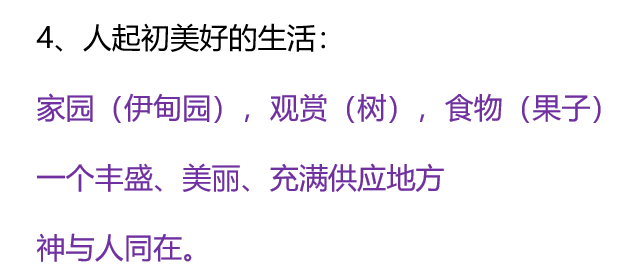 4、人起初美好的生活：
家园（伊甸园），观赏（树），食物（果子）
一个丰盛、美丽、充满供应地方
神与人同在。